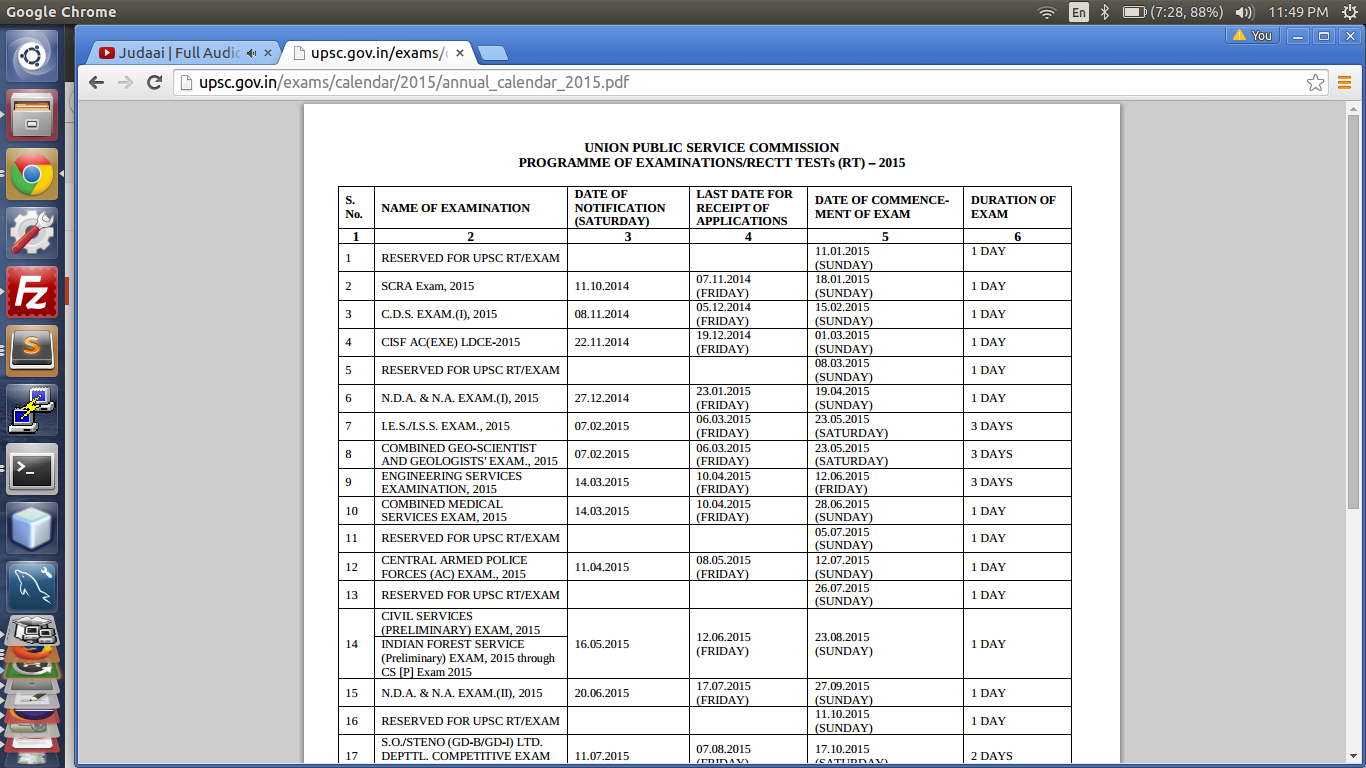 Google Chrome
En
(7:28, 88%)
11:49 PM
Judaai | Full Audi
upsc.gov.in/exams/
You
upsc.gov.in/exams/calendar/2015/annual_calendar_2015.pdf
UNION PUBLIC SERVICE COMMISSION
PROGRAMME OF EXAMINATIONS/RECTT TESTs (RT) – 2015
S. No. NAME OF EXAMINATION DATE OF NOTIFICATION (SATURDAY) LAST DATE FOR RECEIPT OF APPLICATIONS DATE OF COMMENCE-MENT OF EXAM DURATION OF EXAM
1 2 3 4 5 6
1 RESERVED FOR UPSC RT/EXAM 11.01.2015 (SUNDAY) 1 DAY
2 SCRA Exam, 2015 11.10.2014 07.11.2014 (FRIDAY) 18.01.2015 (SUNDAY) 1 DAY
3 C.D.S. EXAM.(I), 2015 08.11.2014 05.12.2014 (FRIDAY) 15.02.2015 (SUNDAY) 1 DAY
4 CISF AC(EXE) LDCE-2015 22.11.2014 19.12.2014 (FRIDAY) 01.03.2015 (SUNDAY) 1 DAY
5 RESERVED FOR UPSC RT/EXAM 08.03.2015 (SUNDAY) 1 DAY
6 N.D.A. & N.A. EXAM.(I), 2015 27.12.2014 23.01.2015 (FRIDAY) 19.04.2015 (SUNDAY) 1 DAY
7 I.E.S./I.S.S. EXAM., 2015 07.02.2015 06.03.2015 (FRIDAY) 23.05.2015 (SATURDAY) 3 DAYS
8 COMBINED GEO-SCIENTIST AND GEOLOGISTS' EXAM., 2015 07.02.2015 06.03.2015 (FRIDAY) 23.05.2015 (SATURDAY) 3 DAYS
9 ENGINEERING SERVICES EXAMINATION, 2015 14.03.2015 10.04.2015 (FRIDAY) 12.06.2015 (FRIDAY) 3 DAYS
10 COMBINED MEDICAL SERVICES EXAM, 2015 14.03.2015 10.04.2015 (FRIDAY) 28.06.2015 (SUNDAY) 1 DAY
11 RESERVED FOR UPSC RT/EXAM 05.07.2015 (SUNDAY) 1 DAY
12 CENTRAL ARMED POLICE FORCES (AC) EXAM., 2015 11.04.2015 08.05.2015 (FRIDAY) 12.07.2015 (SUNDAY) 1 DAY
13 RESERVED FOR UPSC RT/EXAM 26.07.2015 (SUNDAY) 1 DAY
14 CIVIL SERVICES (PRELIMINARY) EXAM, 2015 INDIAN FOREST SERVICE (Preliminary) EXAM, 2015 through CS [P] Exam 2015 16.05.2015 12.06.2015 (FRIDAY) 23.08.2015 (SUNDAY) 1 DAY
15 N.D.A. & N.A. EXAM.(II), 2015 20.06.2015 17.07.2015 (FRIDAY) 27.09.2015 (SUNDAY) 1 DAY
16 RESERVED FOR UPSC RT/EXAM 11.10.2015 (SUNDAY) 1 DAY
17 S.O./STENO (GD-B/GD-I) LTD. DEPTTL. COMPETITIVE EXAM 11.07.2015 07.08.2015 (FRIDAY) 17.10.2015 (SATURDAY) 2 DAYS